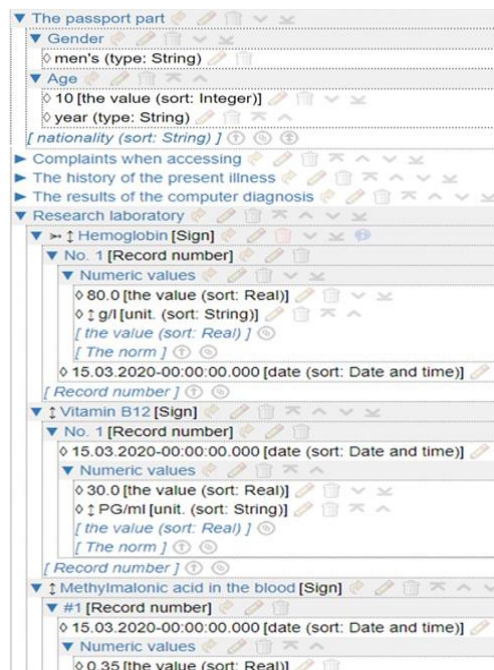 The passport part
Gender
men's (type: String)
Age
10 [the value (sort: Integer)]
year (type: String)
[ nationality (sort: String) ]
Complaints when accessing
The history of the present illness
The results of the computer diagnosis
Research laboratory
Hemoglobin [Sign]
No. 1 [Record number]
Numeric values
80.0 [the value (sort: Real)]
g/l [unit. (sort: String)]
[ the value (sort: Real) ]
[ The norm ]
15.03.2020-00:00:00.000 [date (sort: Date and time)]
[ Record number ]
Vitamin B12 [Sign]
No. 1 [Record number]
15.03.2020-00:00:00.000 [date (sort: Date and time)]
Numeric values
30.0 [the value (sort: Real)]
PG/ml [unit. (sort: String)]
[ the value (sort: Real) ]
[ The norm ]
[ Record number ]
Methylmalonic acid in the blood [Sign]
#1 [Record number]
15.03.2020-00:00:00.000 [date (sort: Date and time)]
Numeric values
0.35 [the value (sort: Real)]